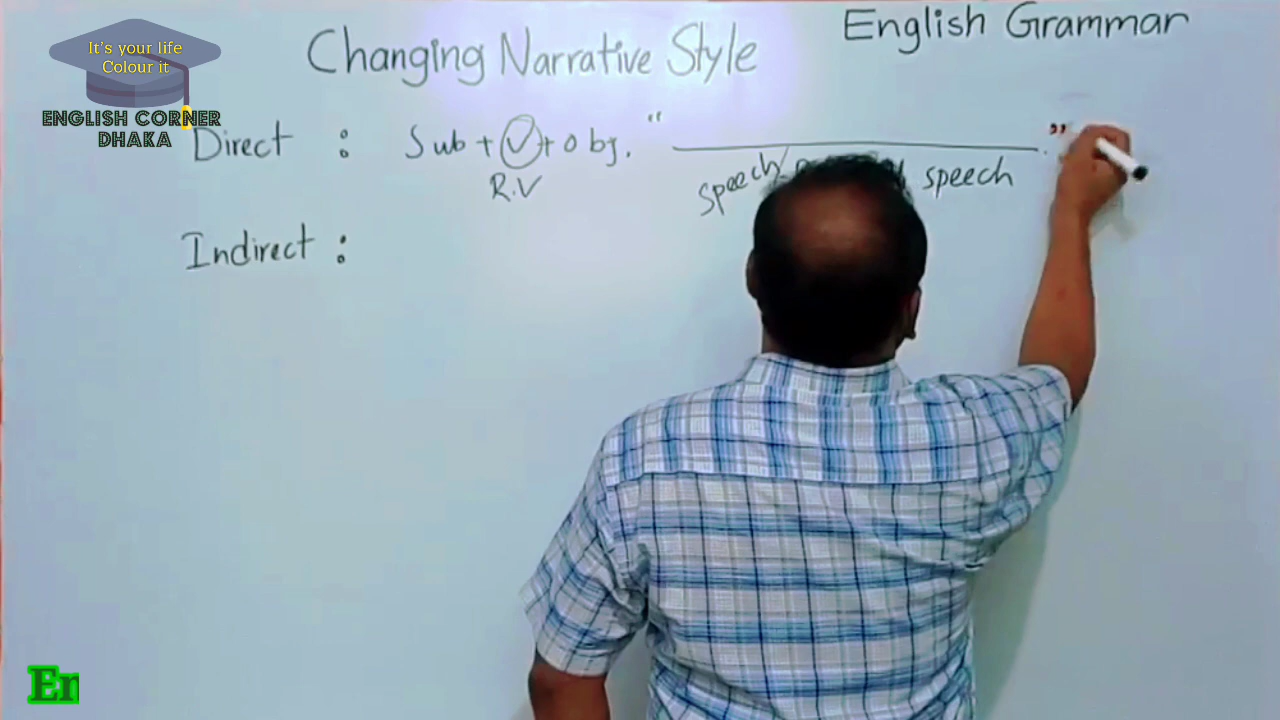 It's your life
Colour it
ENGLISH CORNER
DHAKA
English Grammar
Changing Narrative Style
Direct : Sub + V + obj. " ______ . "
R.V
speech/ speech
Indirect :